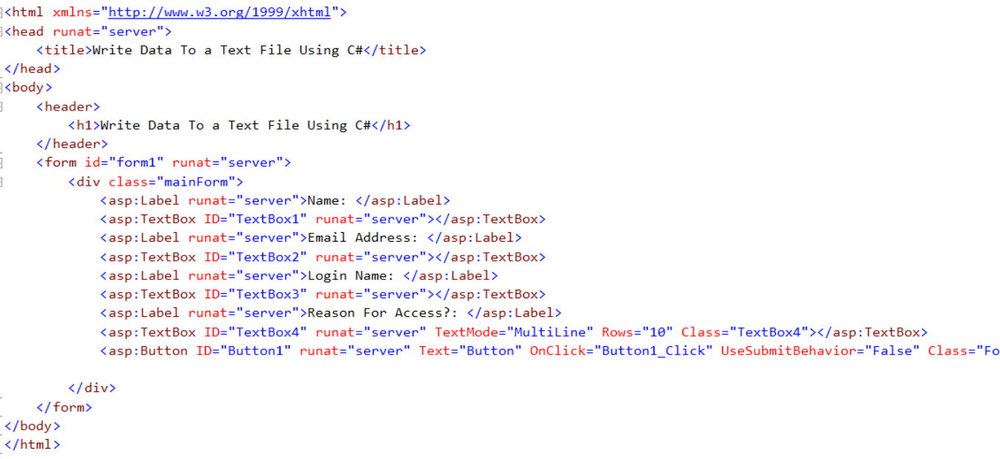 <html xmlns="http://www.w3.org/1999/xhtml">
<head runat="server">
    <title>Write Data To a Text File Using C#</title>
</head>
<body>
    <header>
        <h1>Write Data To a Text File Using C#</h1>
    </header>
    <form id="form1" runat="server">
        <div class="mainForm">
            <asp:Label runat="server">Name: </asp:Label>
            <asp:TextBox ID="TextBox1" runat="server"></asp:TextBox>
            <asp:Label runat="server">Email Address: </asp:Label>
            <asp:TextBox ID="TextBox2" runat="server"></asp:TextBox>
            <asp:Label runat="server">Login Name: </asp:Label>
            <asp:TextBox ID="TextBox3" runat="server"></asp:TextBox>
            <asp:Label runat="server">Reason For Access?: </asp:Label>
            <asp:TextBox ID="TextBox4" runat="server" TextMode="MultiLine" Rows="10" Class="TextBox4"></asp:TextBox>
            <asp:Button ID="Button1" runat="server" Text="Button" OnClick="Button1_Click" UseSubmitBehavior="False" Class="Fo
        </div>
    </form>
</body>
</html>